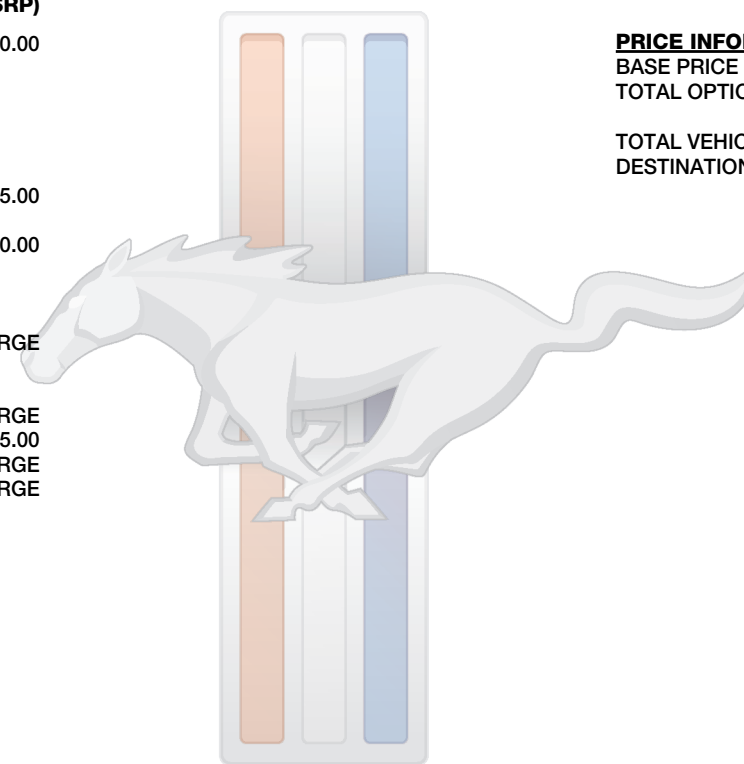 SRP)
0.00
5.00
0.00
RGE
RGE
5.00
RGE
RGE
PRICE INFO
BASE PRICE
TOTAL OPTIO
TOTAL VEHIC
DESTINATION